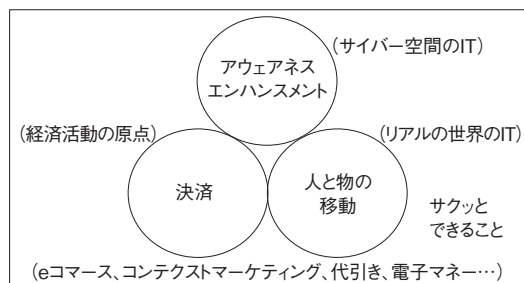 (サイバー空間のIT)
アウェアネス
エンハンスメント
(経済活動の原点)
(リアルの世界のIT)
決済
人と物の
移動
サクッと
できること
(eコマース、コンテクストマーケティング、代引き、電子マネー…)